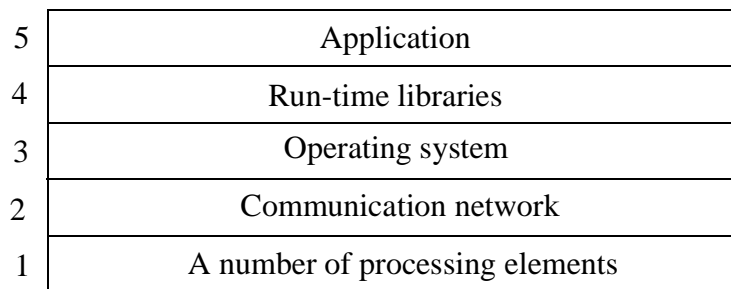 5 Application
4 Run-time libraries
3 Operating system
2 Communication network
1 A number of processing elements